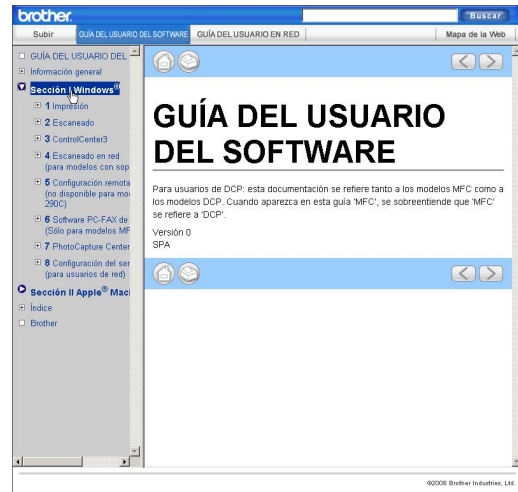 brother.
Buscar
Subir
GUÍA DEL USUARIO DEL SOFTWARE
GUÍA DEL USUARIO EN RED
Mapa de la Web
GUÍA DEL USUARIO DEL
Información general
Sección I Windows®
1 Impresión
2 Escaneado
3 ControlCenter3
4 Escaneado en red
(para modelos con sop
5 Configuración remota
(no disponible para mo
290C)
6 Software PC-FAX de
(Sólo para modelos MF
7 PhotoCapture Center
8 Configuración del ser
(para usuarios de red)
Sección II Apple® Maci
Índice
Brother
GUÍA DEL USUARIO
DEL SOFTWARE
Para usuarios de DCP: esta documentación se refiere tanto a los modelos MFC como a
los modelos DCP. Cuando aparezca en esta guía 'MFC', se sobreentiende que 'MFC'
se refiere a 'DCP'.
Versión 0
SPA
©2008 Brother Industries, Ltd.